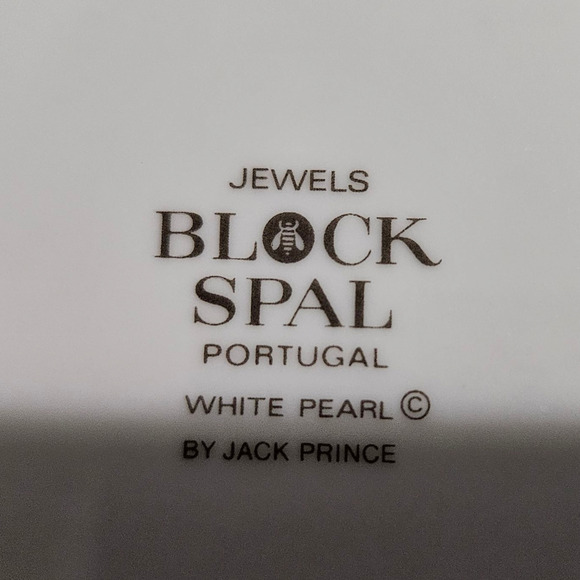 JEWELS
BLOCK
SPAL
PORTUGAL
WHITE PEARL ©
BY JACK PRINCE